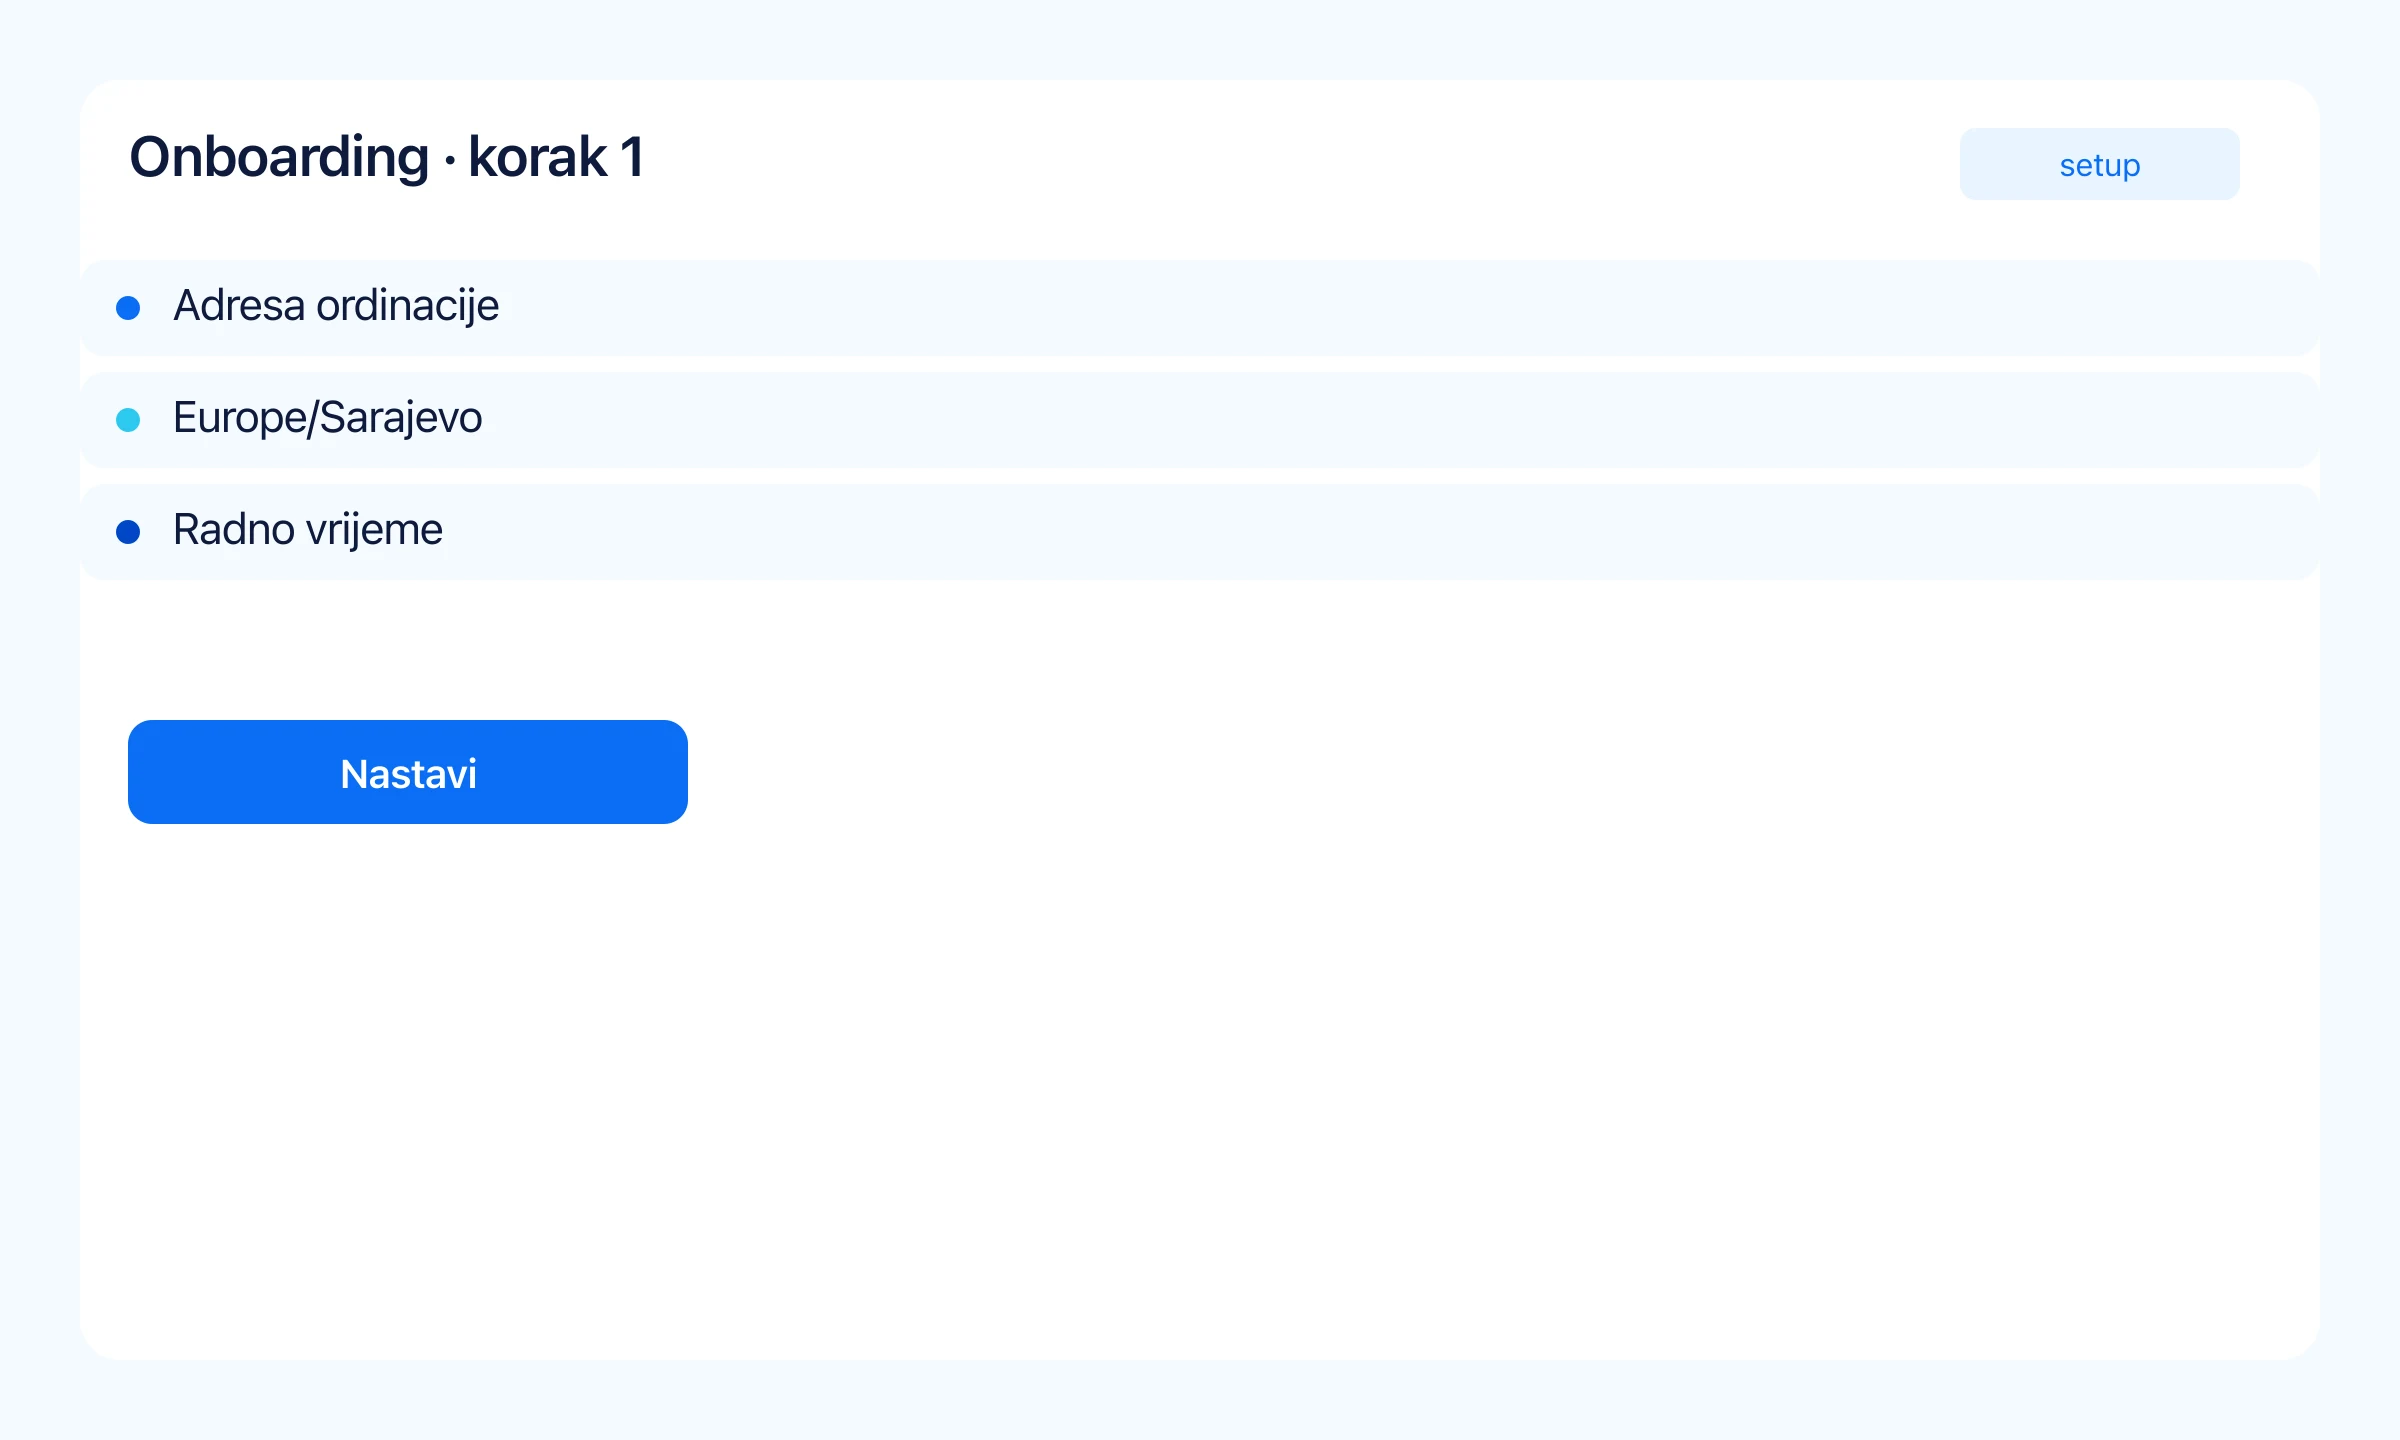 Onboarding · korak 1
setup
Adresa ordinacije
Europe/Sarajevo
Radno vrijeme
Nastavi